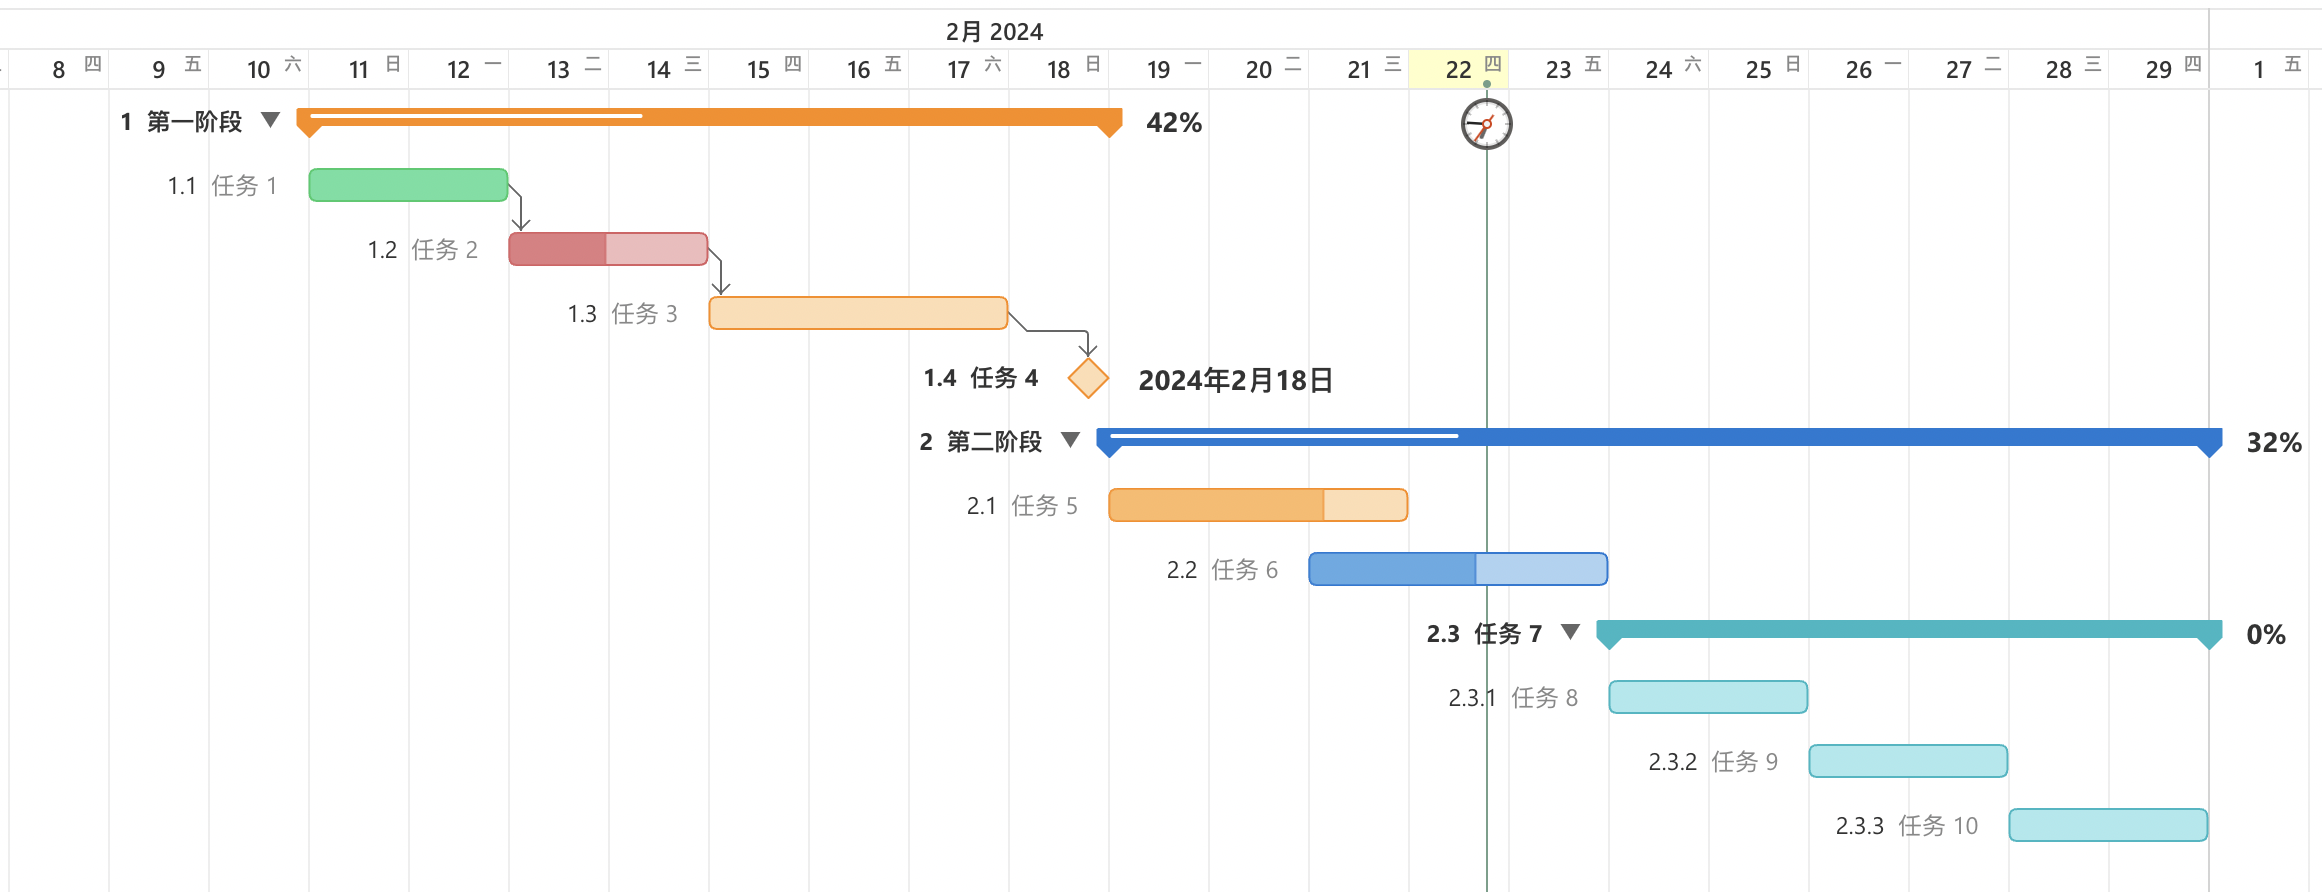 2月 2024
8 四 9 五 10 六 11 日 12 一 13 二 14 三 15 四 16 五 17 六 18 日 19 一 20 二 21 三 22 四 23 五 24 六 25 日 26 一 27 二 28 三 29 四 1 五
1 第一阶段 42%
1.1 任务 1
1.2 任务 2
1.3 任务 3
1.4 任务 4 2024年2月18日
2 第二阶段 32%
2.1 任务 5
2.2 任务 6
2.3 任务 7 0%
2.3.1 任务 8
2.3.2 任务 9
2.3.3 任务 10